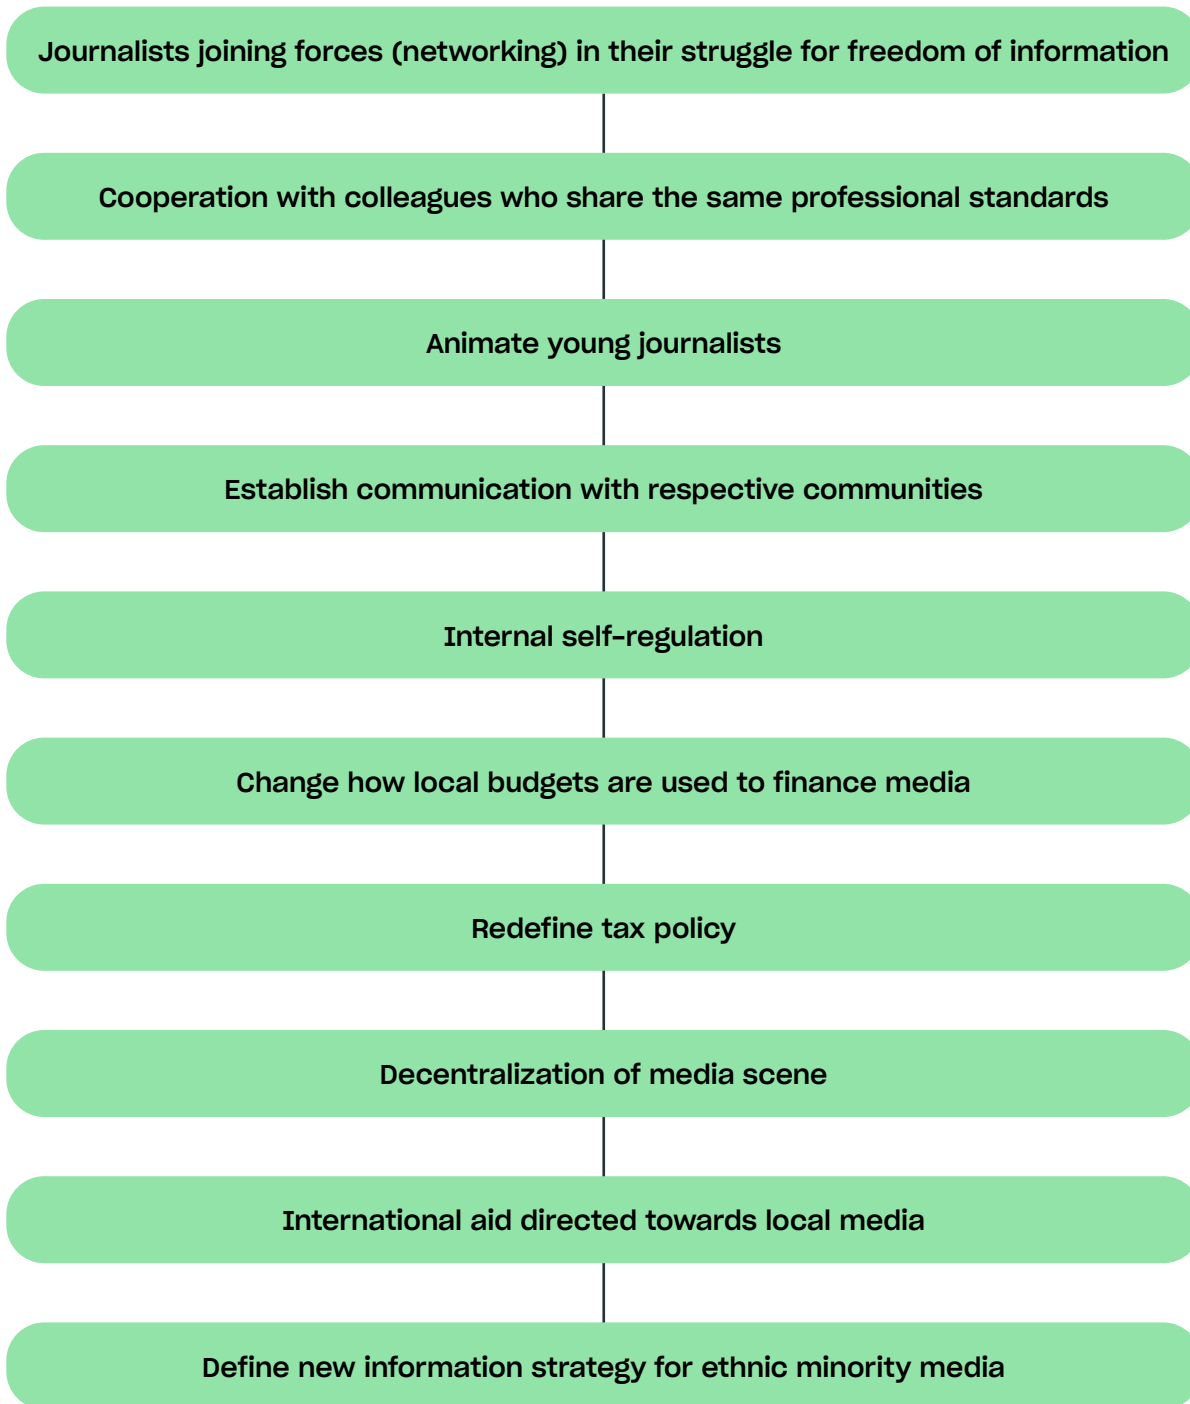 Journalists joining forces (networking) in their struggle for freedom of information
Cooperation with colleagues who share the same professional standards
Animate young journalists
Establish communication with respective communities
Internal self-regulation
Change how local budgets are used to finance media
Redefine tax policy
Decentralization of media scene
International aid directed towards local media
Define new information strategy for ethnic minority media